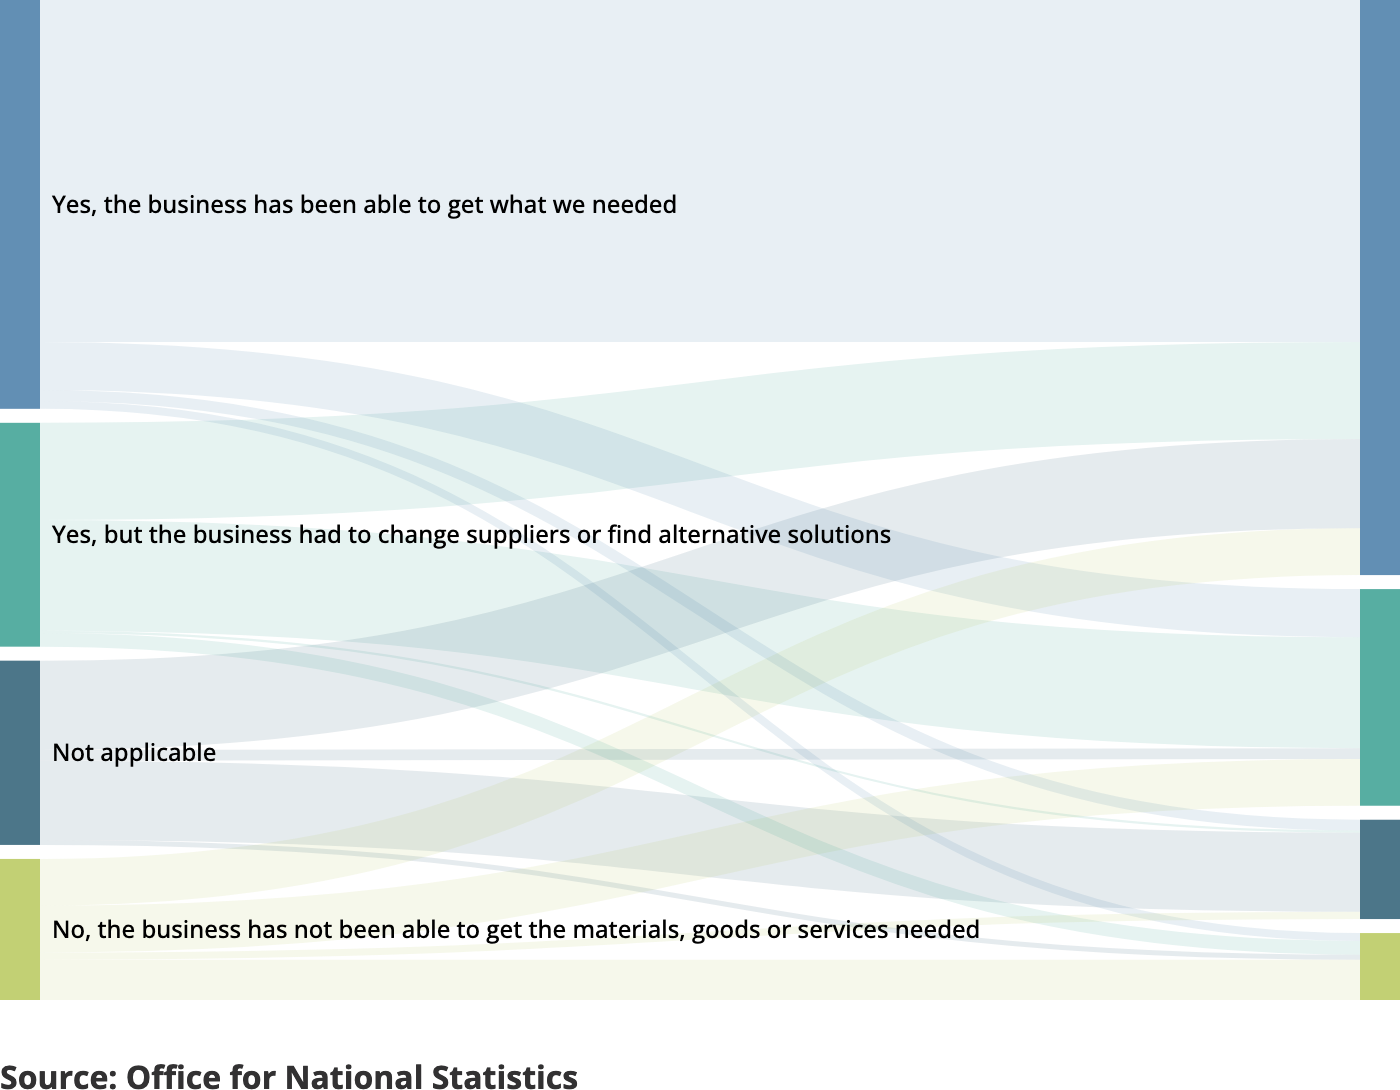 Yes, the business has been able to get what we needed
Yes, but the business had to change suppliers or find alternative solutions
Not applicable
No, the business has not been able to get the materials, goods or services needed
Source: Office for National Statistics